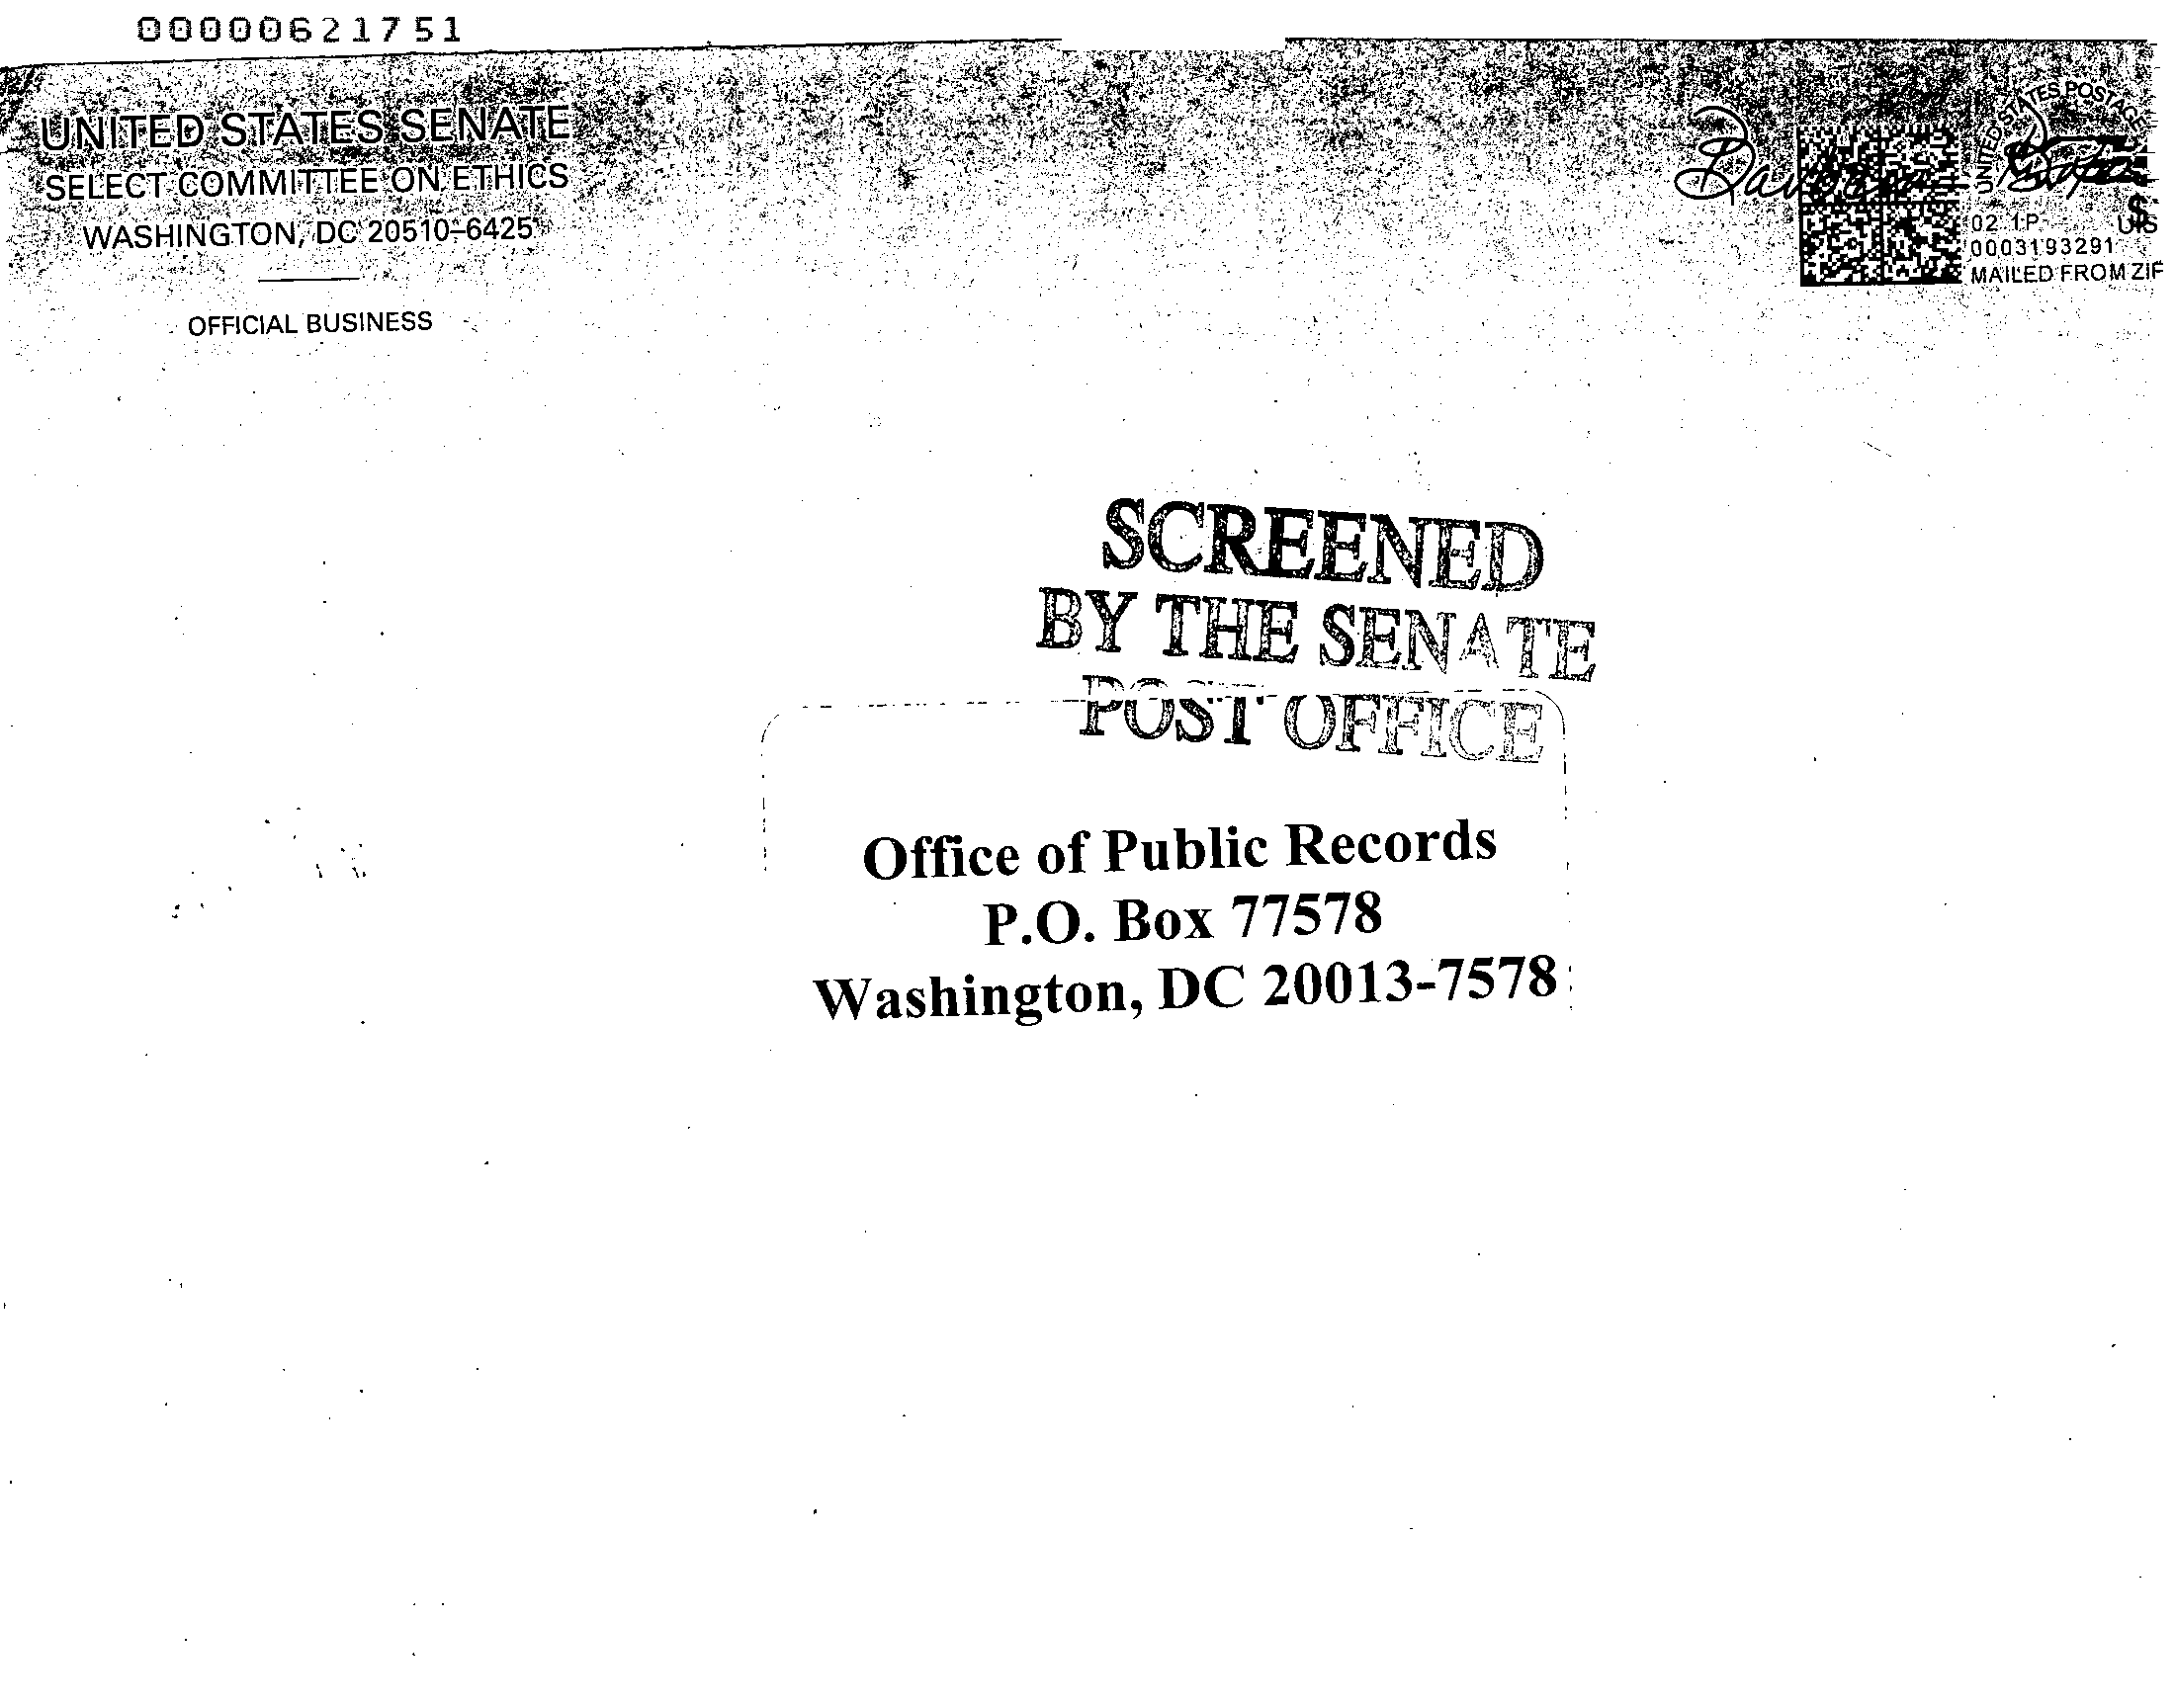 00000621751
UNITED STATES SENATE
SELECT COMMITTEE ON ETHICS
WASHINGTON, DC 20510-6425
OFFICIAL BUSINESS
UNITED STATES POSTAGE
$
02 1P
0003193291
MAILED FROM ZIP
SCREENED
BY THE SENATE
POST OFFICE
Office of Public Records
P.O. Box 77578
Washington, DC 20013-7578